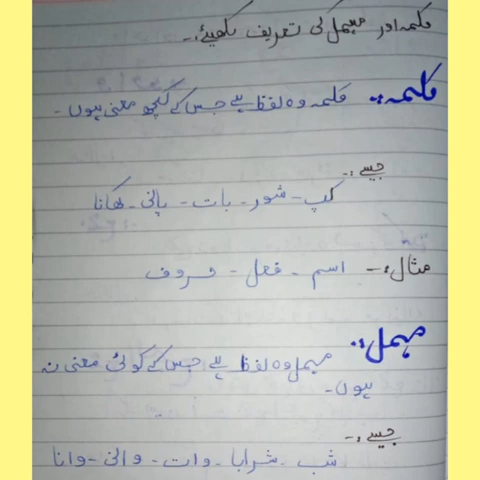 کلمہ اور مہمل کی تعریف لکھیئے:-
کلمہ:- کلمہ وہ لفظ ہے جس کے کچھ معنی ہوں -
جیسے:-
کپ - شور - بات - پانی - کھانا
مثال:- اسم - فعل - حروف
مہمل:- مہمل وہ لفظ ہے جس کے کوئی معنی نہ
ہوں -
جیسے:-
شپ - شرابا - وات - وانی - وانا